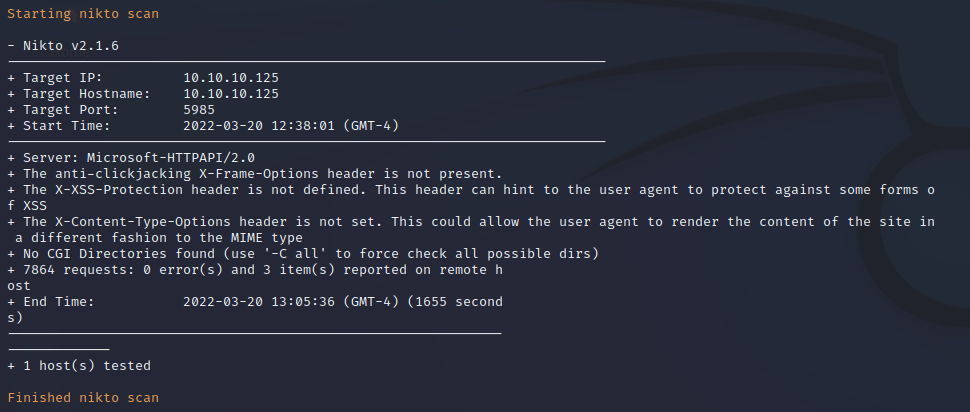 Starting nikto scan
- Nikto v2.1.6
+ Target IP:          10.10.10.125
+ Target Hostname:    10.10.10.125
+ Target Port:        5985
+ Start Time:         2022-03-20 12:38:01 (GMT-4)
+ Server: Microsoft-HTTPAPI/2.0
+ The anti-clickjacking X-Frame-Options header is not present.
+ The X-XSS-Protection header is not defined. This header can hint to the user agent to protect against some forms o
f XSS
+ The X-Content-Type-Options header is not set. This could allow the user agent to render the content of the site in
 a different fashion to the MIME type
+ No CGI Directories found (use '-C all' to force check all possible dirs)
+ 7864 requests: 0 error(s) and 3 item(s) reported on remote h
ost
+ End Time:           2022-03-20 13:05:36 (GMT-4) (1655 second
s)
+ 1 host(s) tested
Finished nikto scan